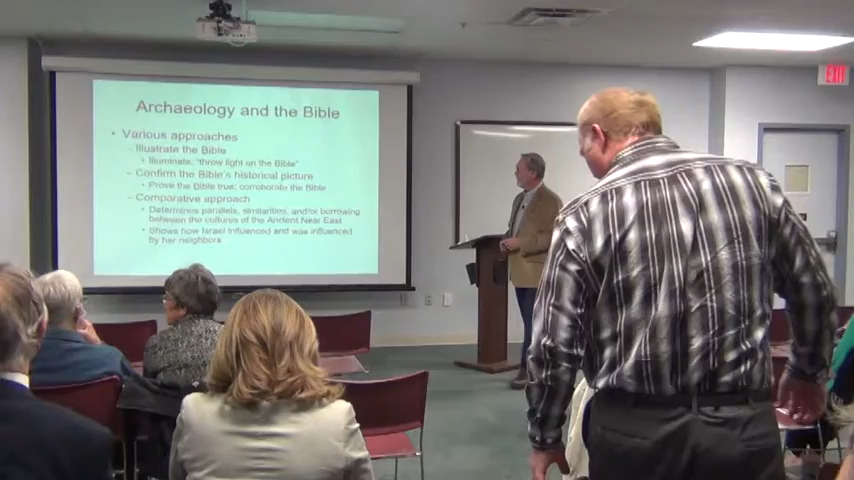 Archaeology and the Bible
• Various approaches
– Illustrate the Bible
• Illuminate, "throw light on the Bible"
– Confirm the Bible's historical picture
• Prove the Bible true; corroborate the Bible
– Comparative approach
• Determines parallels, similarities, and/or borrowing
between the cultures of the Ancient Near East
• Shows how Israel influenced and was influenced
by her neighbors
EXIT